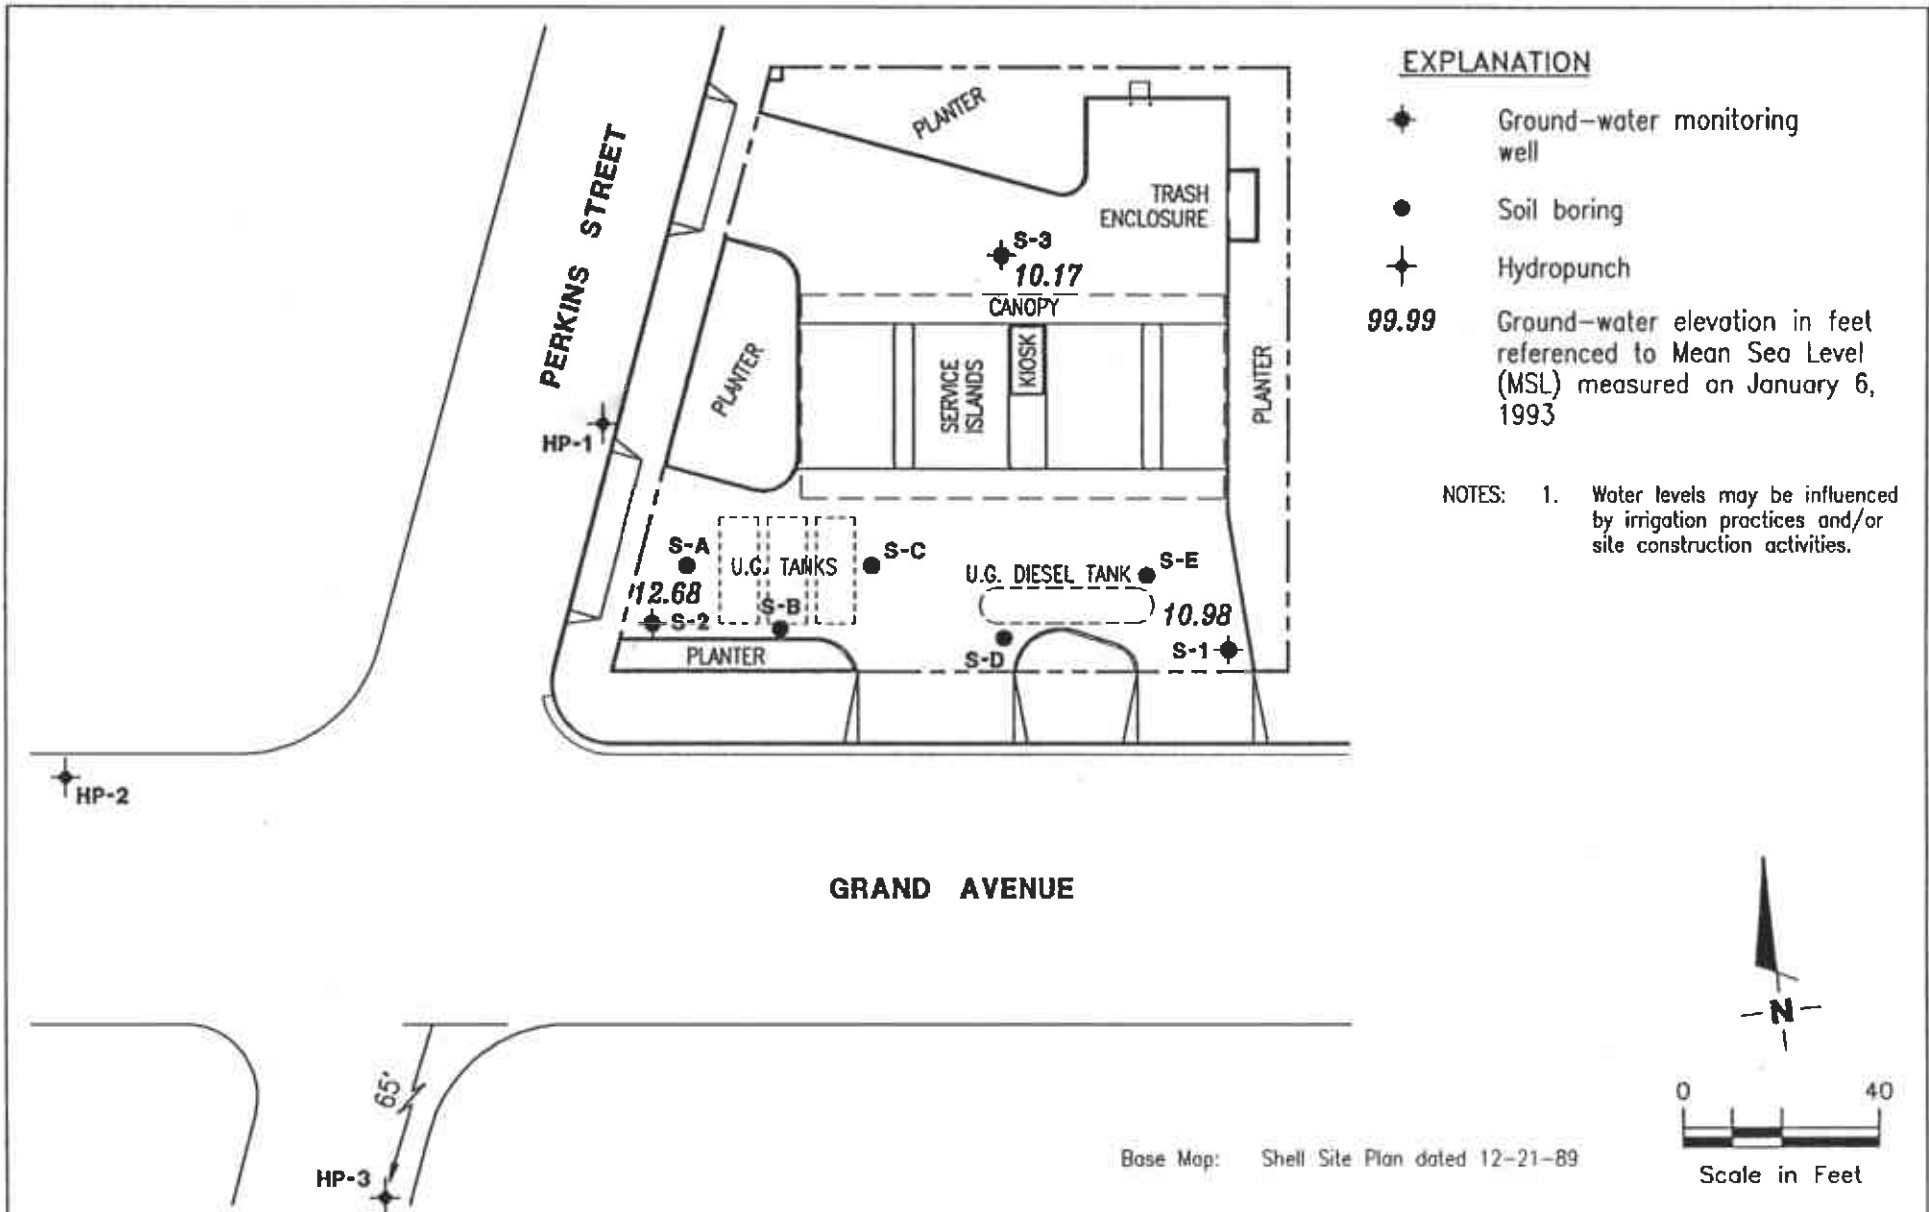 EXPLANATION
Ground-water monitoring
well
Soil boring
Hydropunch
99.99
Ground-water elevation in feet
referenced to Mean Sea Level
(MSL) measured on January 6,
1993
NOTES: 1. Water levels may be influenced
by irrigation practices and/or
site construction activities.
PERKINS STREET
PLANTER
TRASH
ENCLOSURE
S-3
10.17
CANOPY
PLANTER
SERVICE
ISLANDS
KIOSK
PLANTER
HP-1
S-A
U.G. TANKS
S-C
U.G. DIESEL TANK
S-E
12.68
S-B
10.98
S-2
PLANTER
S-D
S-1
HP-2
GRAND AVENUE
N
65'
HP-3
0 40
Scale in Feet
Base Map: Shell Site Plan dated 12-21-89